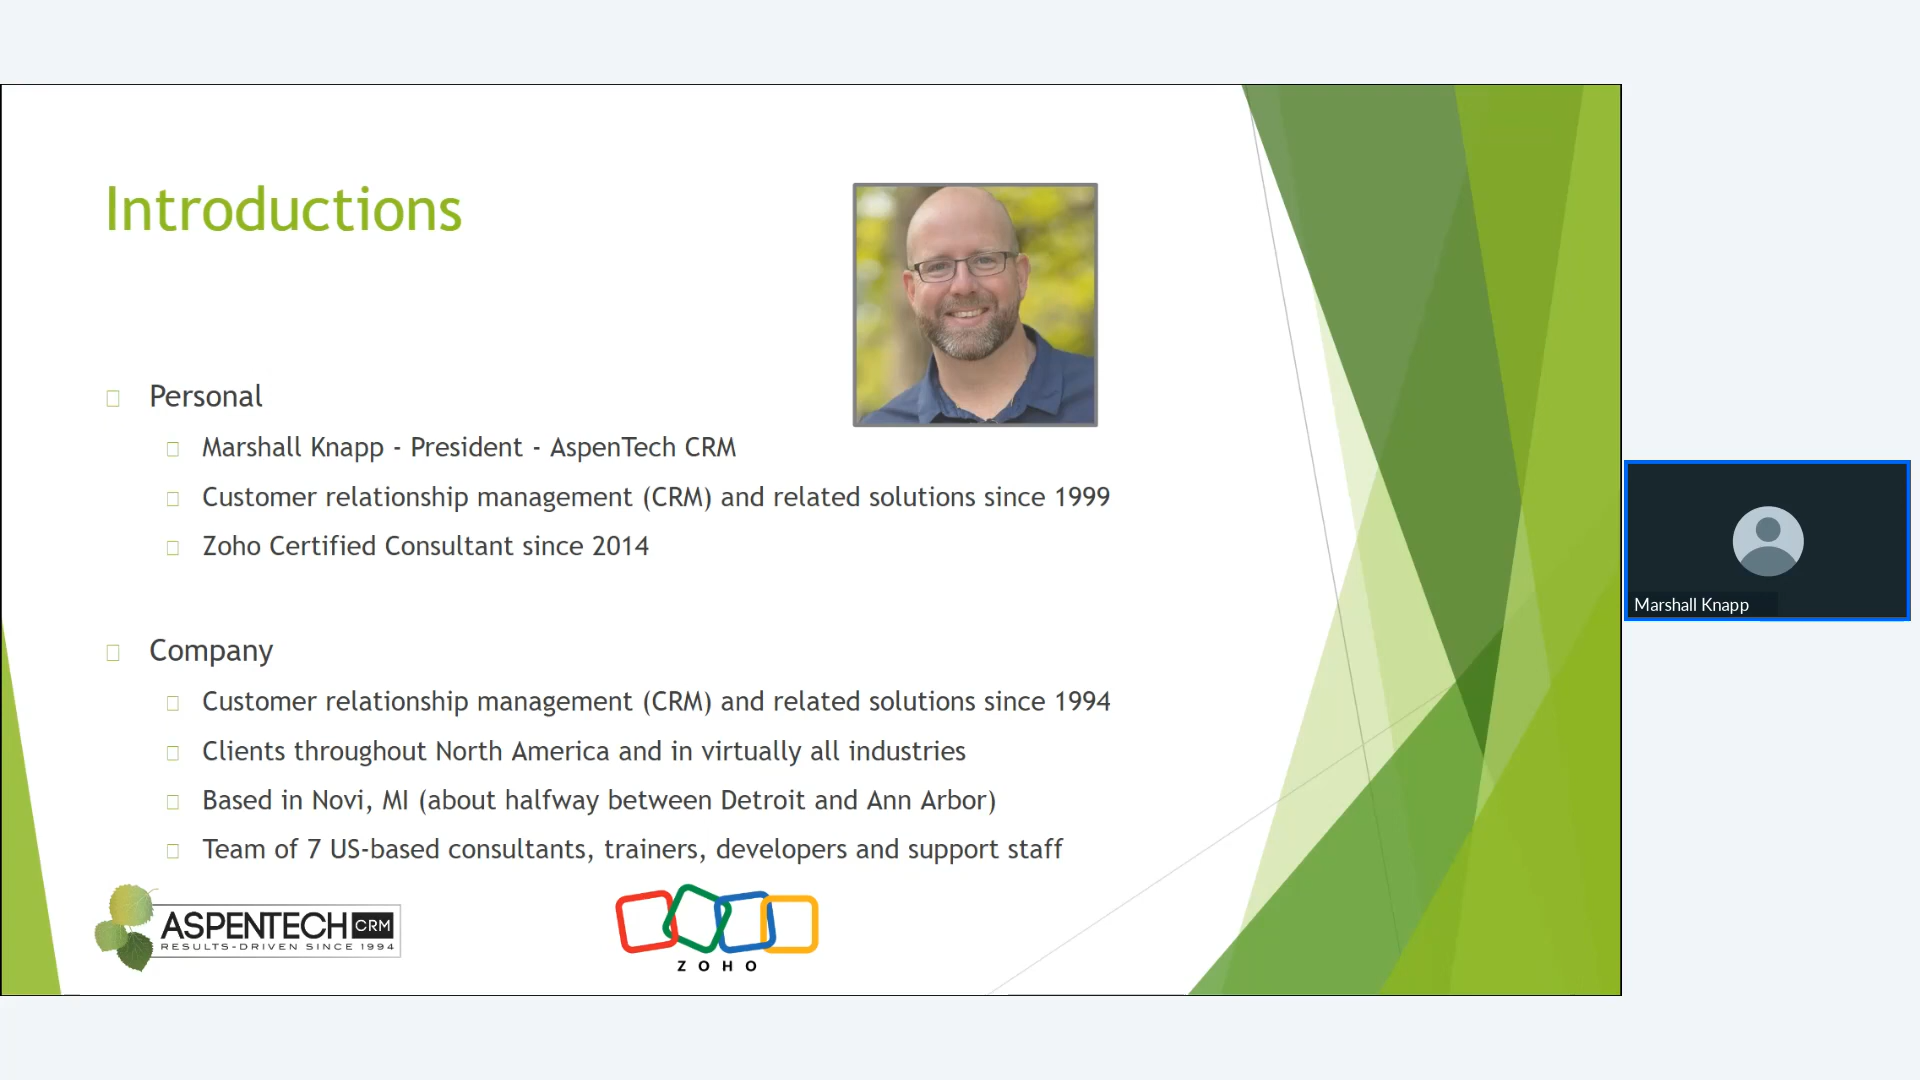 Introductions
Personal
Marshall Knapp - President - AspenTech CRM
Customer relationship management (CRM) and related solutions since 1999
Zoho Certified Consultant since 2014
Company
Customer relationship management (CRM) and related solutions since 1994
Clients throughout North America and in virtually all industries
Based in Novi, MI (about halfway between Detroit and Ann Arbor)
Team of 7 US-based consultants, trainers, developers and support staff
ASPENTECH CRM
RESULTS-DRIVEN SINCE 1994
ZOHO
Marshall Knapp